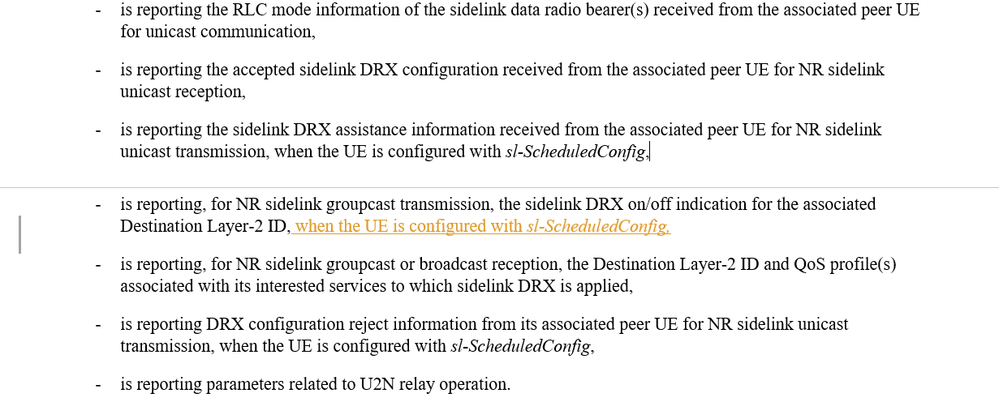 - is reporting the RLC mode information of the sidelink data radio bearer(s) received from the associated peer UE
for unicast communication,
- is reporting the accepted sidelink DRX configuration received from the associated peer UE for NR sidelink
unicast reception,
- is reporting the sidelink DRX assistance information received from the associated peer UE for NR sidelink
unicast transmission, when the UE is configured with sl-ScheduledConfig,
- is reporting, for NR sidelink groupcast transmission, the sidelink DRX on/off indication for the associated
Destination Layer-2 ID, when the UE is configured with sl-ScheduledConfig,
- is reporting, for NR sidelink groupcast or broadcast reception, the Destination Layer-2 ID and QoS profile(s)
associated with its interested services to which sidelink DRX is applied,
- is reporting DRX configuration reject information from its associated peer UE for NR sidelink unicast
transmission, when the UE is configured with sl-ScheduledConfig,
- is reporting parameters related to U2N relay operation.